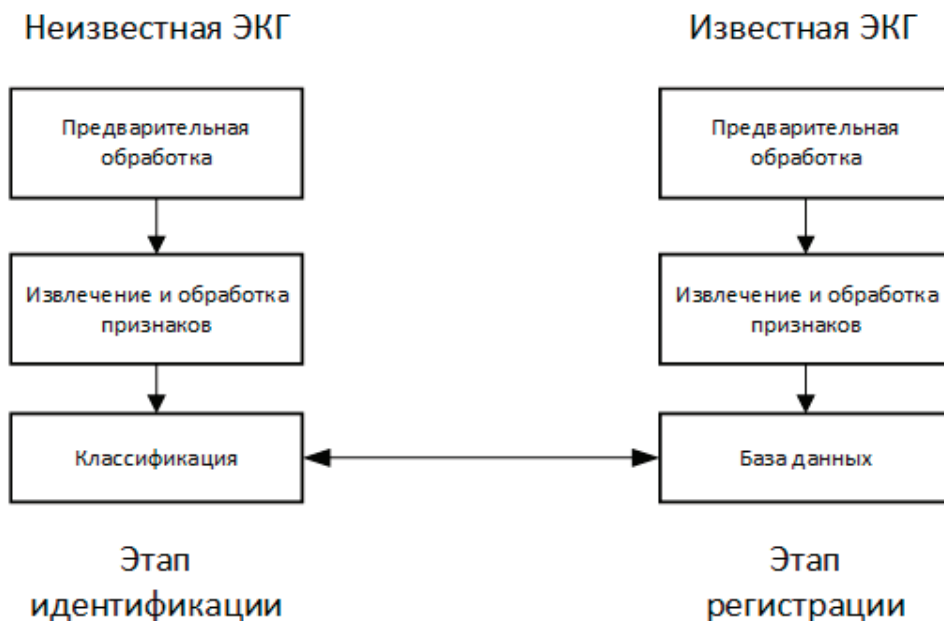 Неизвестная ЭКГ
Предварительная
обработка
Извлечение и обработка
признаков
Классификация
Этап
идентификации
Известная ЭКГ
Предварительная
обработка
Извлечение и обработка
признаков
База данных
Этап
регистрации